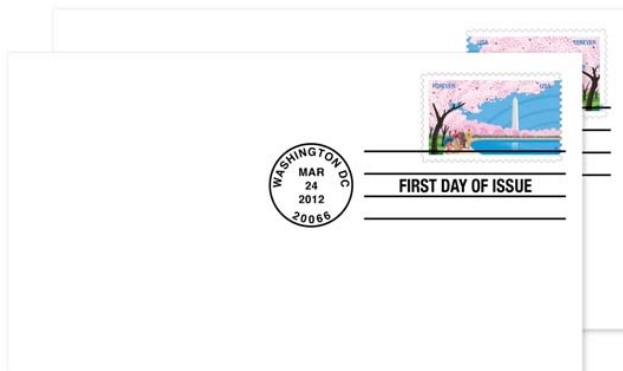 USA FOREVER
FOREVER USA
WASHINGTON DC
MAR
24
2012
20066
FIRST DAY OF ISSUE